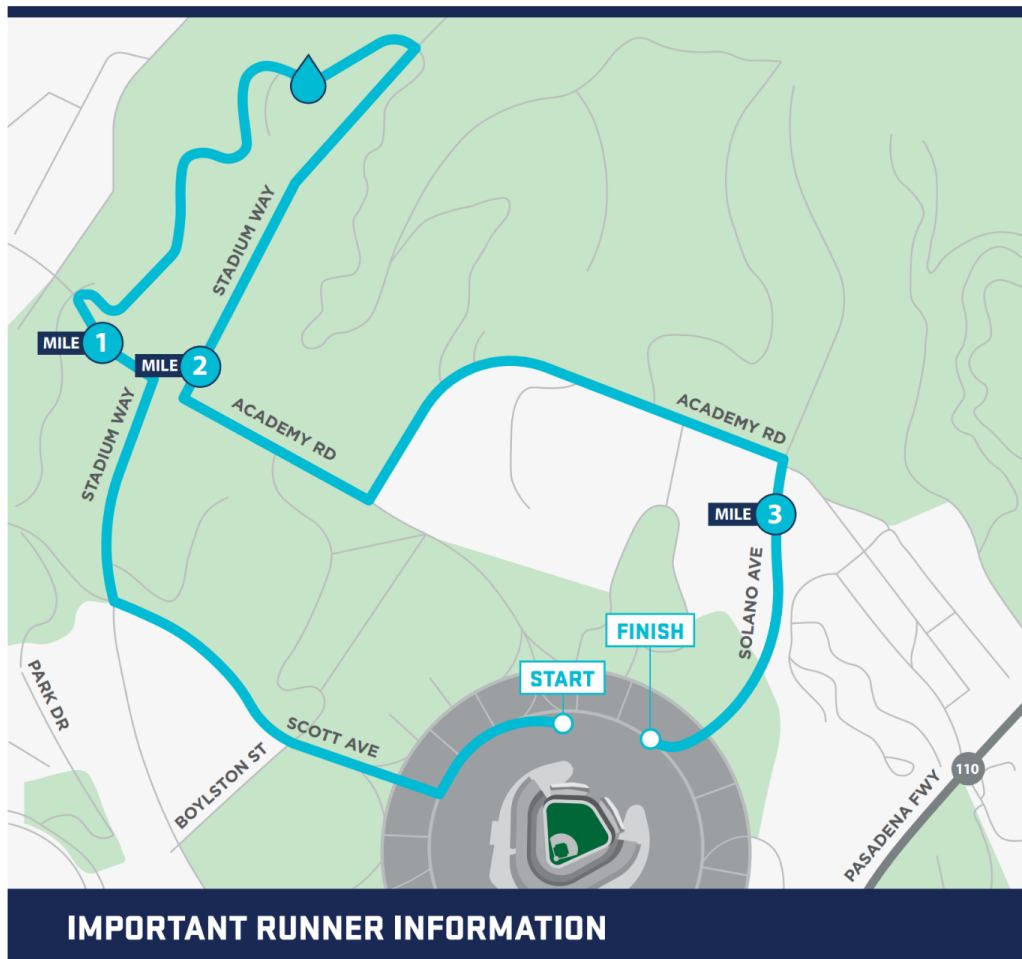 STADIUM WAY
MILE 1
MILE 2
STADIUM WAY
ACADEMY RD
ACADEMY RD
MILE 3
SOLANO AVE
FINISH
START
PARK DR
SCOTT AVE
BOYLSTON ST
110
PASADENA FWY
IMPORTANT RUNNER INFORMATION